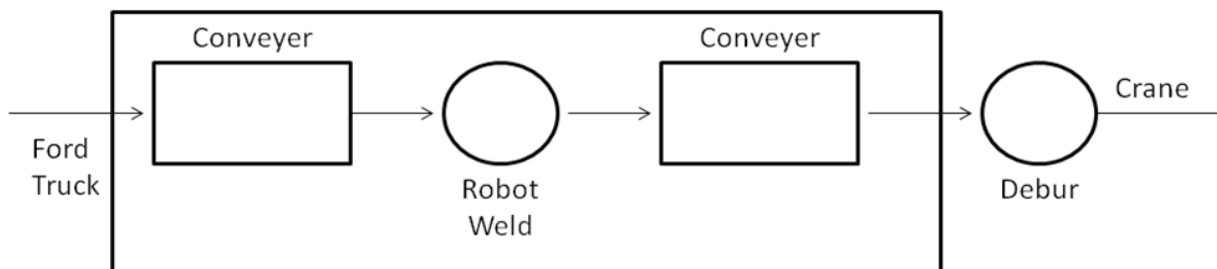 Conveyer
Conveyer
Crane
Ford
Truck
Robot
Weld
Debur